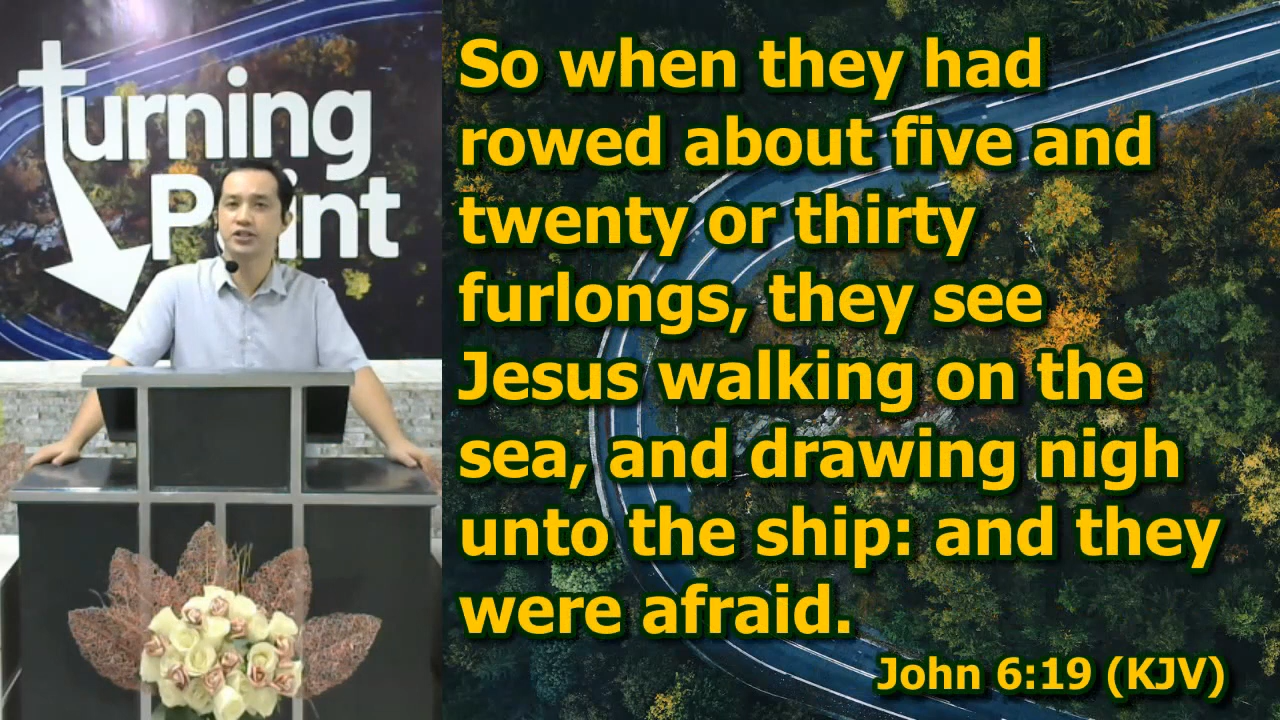 turning
Point
So when they had
rowed about five and
twenty or thirty
furlongs, they see
Jesus walking on the
sea, and drawing nigh
unto the ship: and they
were afraid.
John 6:19 (KJV)